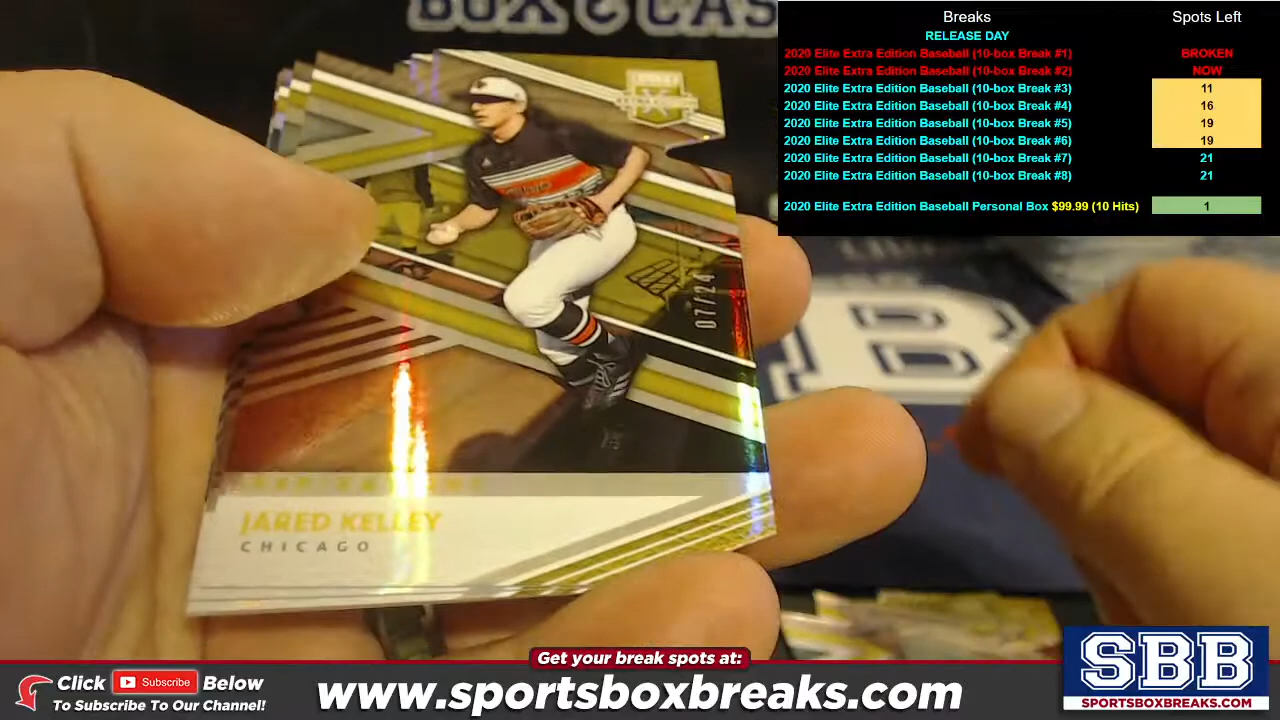 BOX & CAS
Breaks Spots Left
RELEASE DAY
2020 Elite Extra Edition Baseball (10-box Break #1) BROKEN
2020 Elite Extra Edition Baseball (10-box Break #2) NOW
2020 Elite Extra Edition Baseball (10-box Break #3) 11
2020 Elite Extra Edition Baseball (10-box Break #4) 16
2020 Elite Extra Edition Baseball (10-box Break #5) 19
2020 Elite Extra Edition Baseball (10-box Break #6) 19
2020 Elite Extra Edition Baseball (10-box Break #7) 21
2020 Elite Extra Edition Baseball (10-box Break #8) 21
2020 Elite Extra Edition Baseball Personal Box $99.99 (10 Hits) 1
07/24
JARED KELLEY
CHICAGO
Get your break spots at:
Click Subscribe Below
To Subscribe To Our Channel!
www.sportsboxbreaks.com
SBB
SPORTSBOXBREAKS.COM